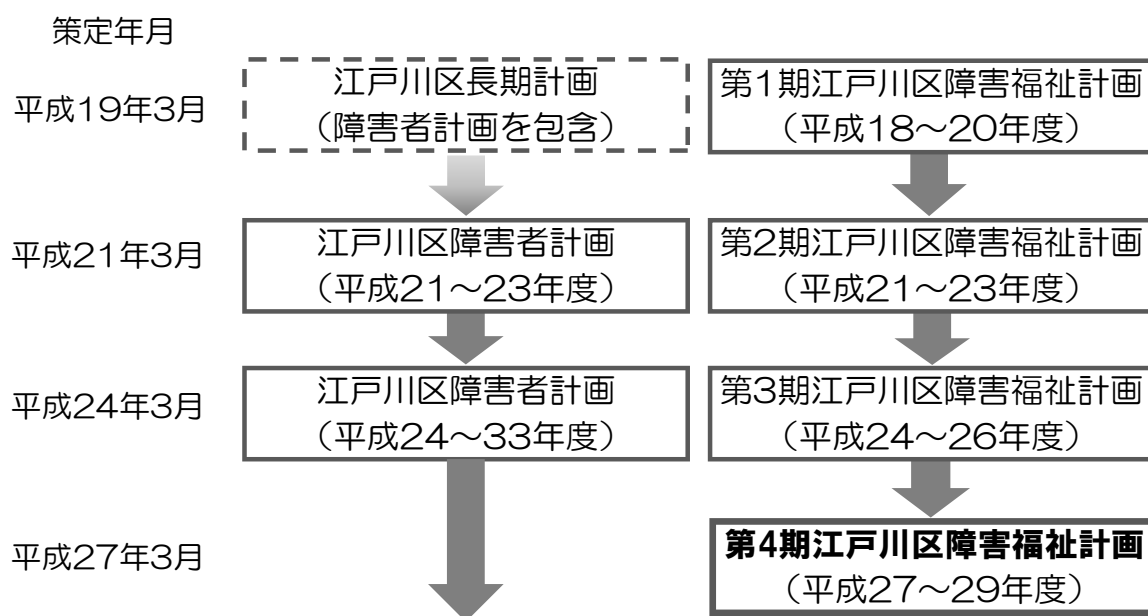 策定年月
平成19年3月
江戸川区長期計画
（障害者計画を包含）
第1期江戸川区障害福祉計画
（平成18～20年度）
平成21年3月
江戸川区障害者計画
（平成21～23年度）
第2期江戸川区障害福祉計画
（平成21～23年度）
平成24年3月
江戸川区障害者計画
（平成24～33年度）
第3期江戸川区障害福祉計画
（平成24～26年度）
平成27年3月
第4期江戸川区障害福祉計画
（平成27～29年度）